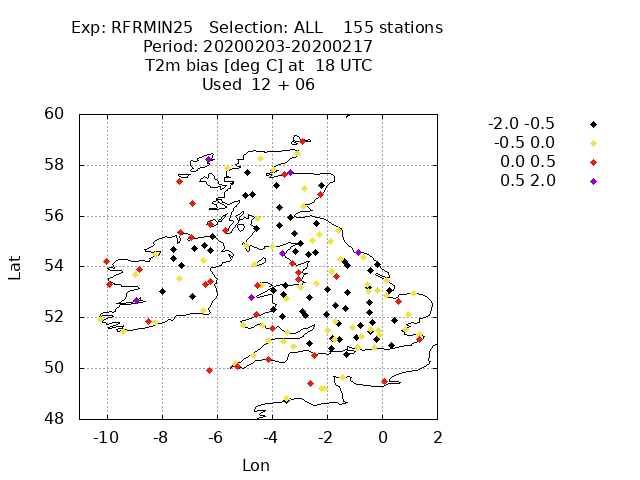 Exp: RFRMIN25   Selection: ALL    155 stations
Period: 20200203-20200217
T2m bias [deg C] at  18 UTC
Used  12 + 06
-2.0 -0.5
-0.5 0.0
0.0 0.5
0.5 2.0
Lat
60
58
56
54
52
50
48
-10 -8 -6 -4 -2 0 2
Lon